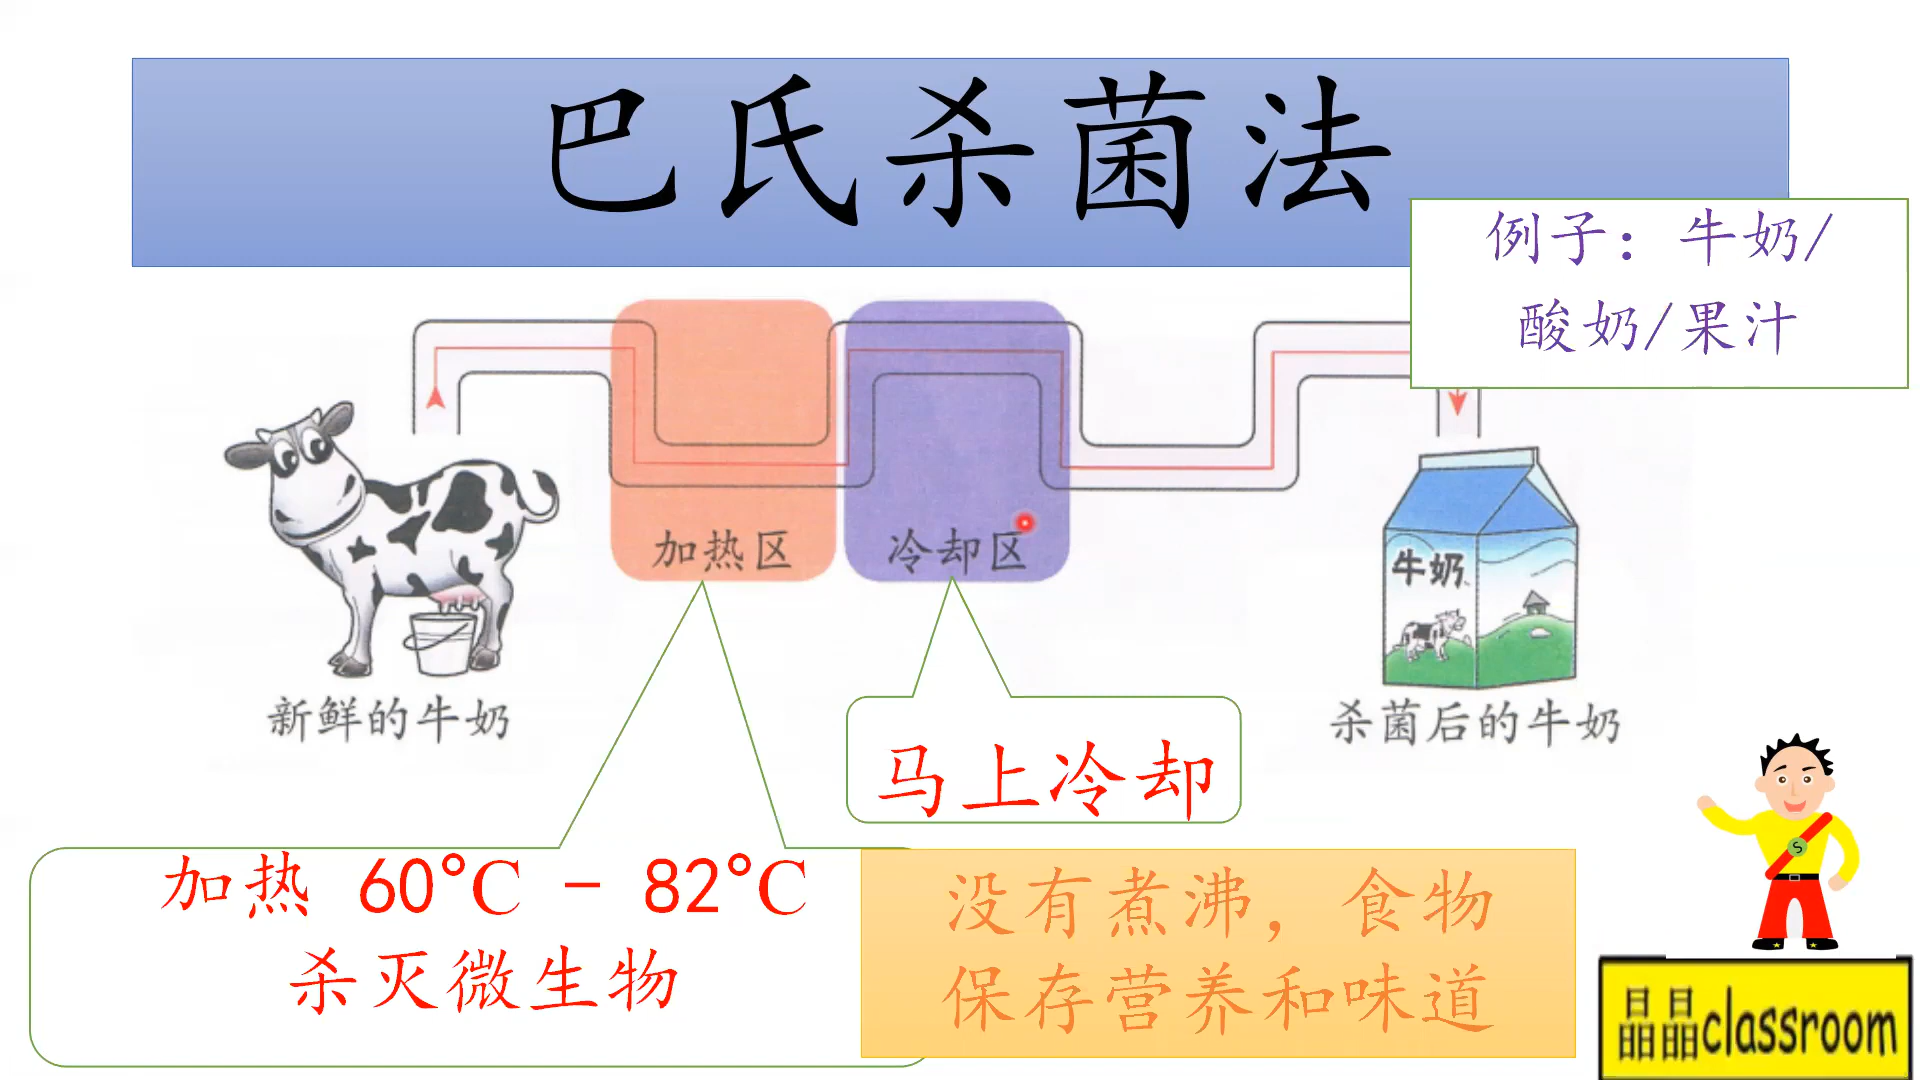 巴氏杀菌法
例子：牛奶/
酸奶/果汁
加热区
冷却区
牛奶
新鲜的牛奶
杀菌后的牛奶
马上冷却
加热 60°C - 82°C
杀灭微生物
没有煮沸，食物
保存营养和味道
S
晶晶classroom